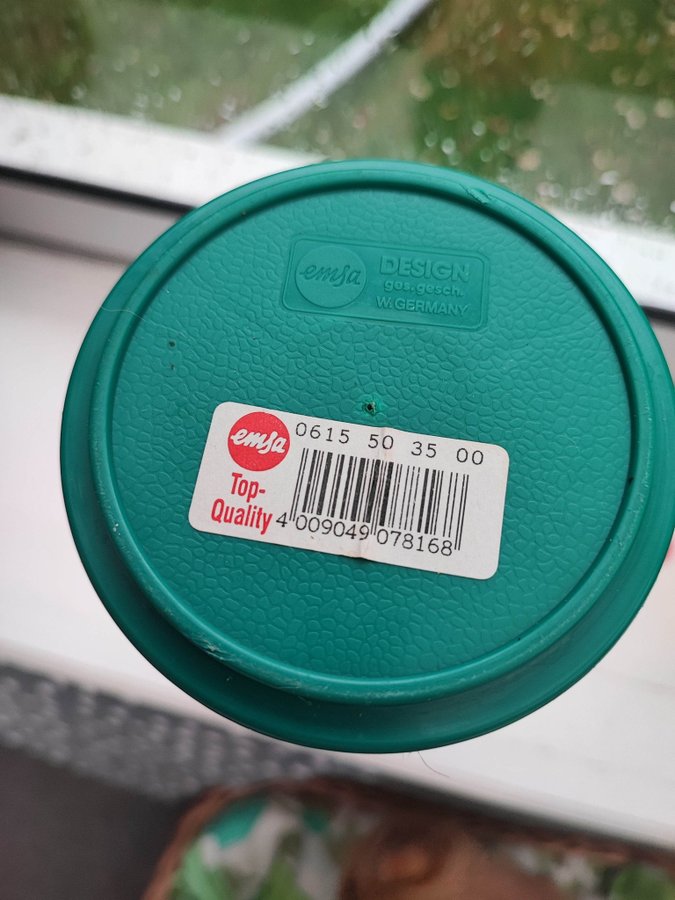 emsa
DESIGN
ges. gesch.
W. GERMANY
emsa
0615 50 35 00
Top-
Quality
4 009049 078168